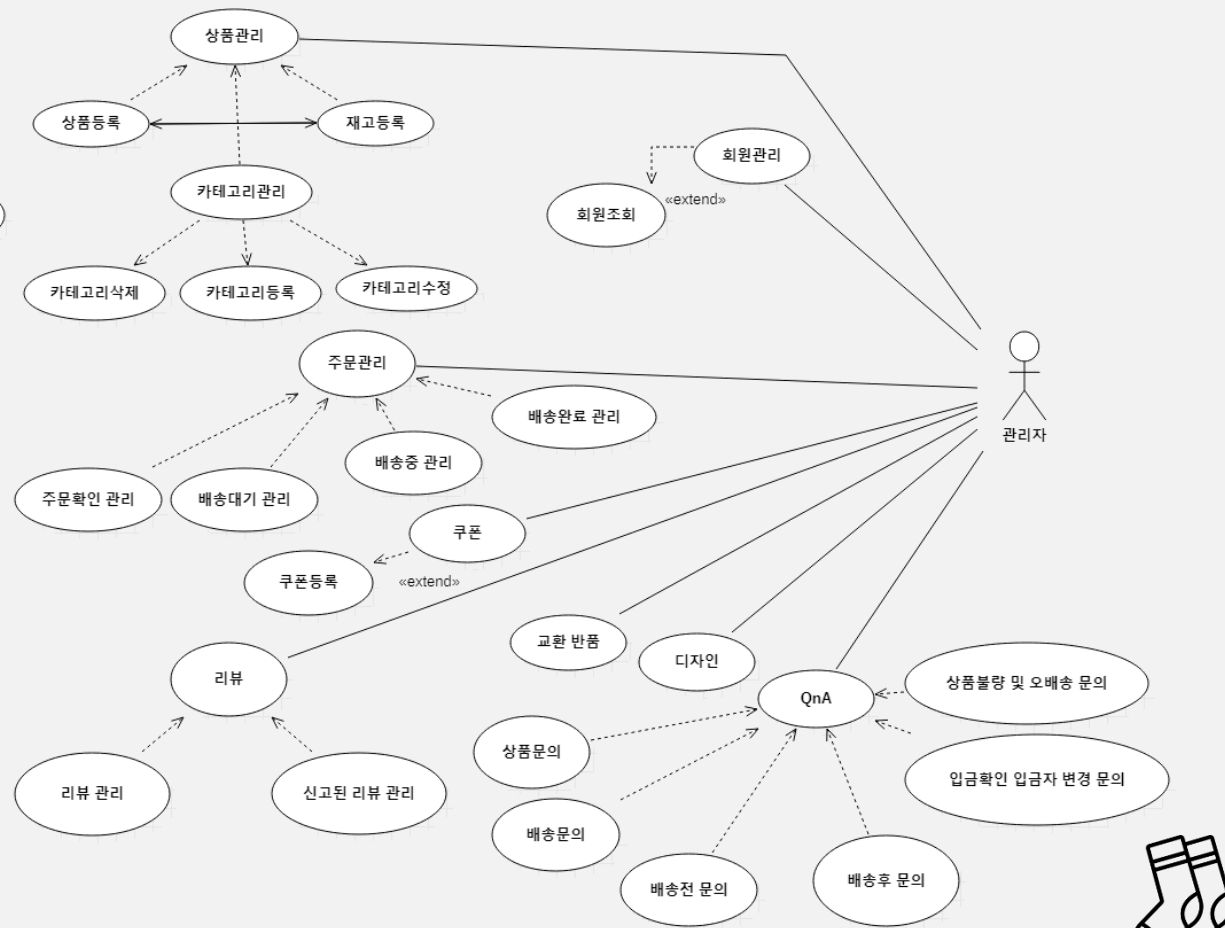 상품관리
상품등록
재고등록
회원관리
카테고리관리
«extend»
회원조회
카테고리삭제
카테고리등록
카테고리수정
주문관리
배송완료 관리
관리자
배송중 관리
주문확인 관리
배송대기 관리
쿠폰
쿠폰등록
«extend»
교환 반품
디자인
리뷰
QnA
상품불량 및 오배송 문의
상품문의
입금확인 입금자 변경 문의
리뷰 관리
신고된 리뷰 관리
배송문의
배송전 문의
배송후 문의